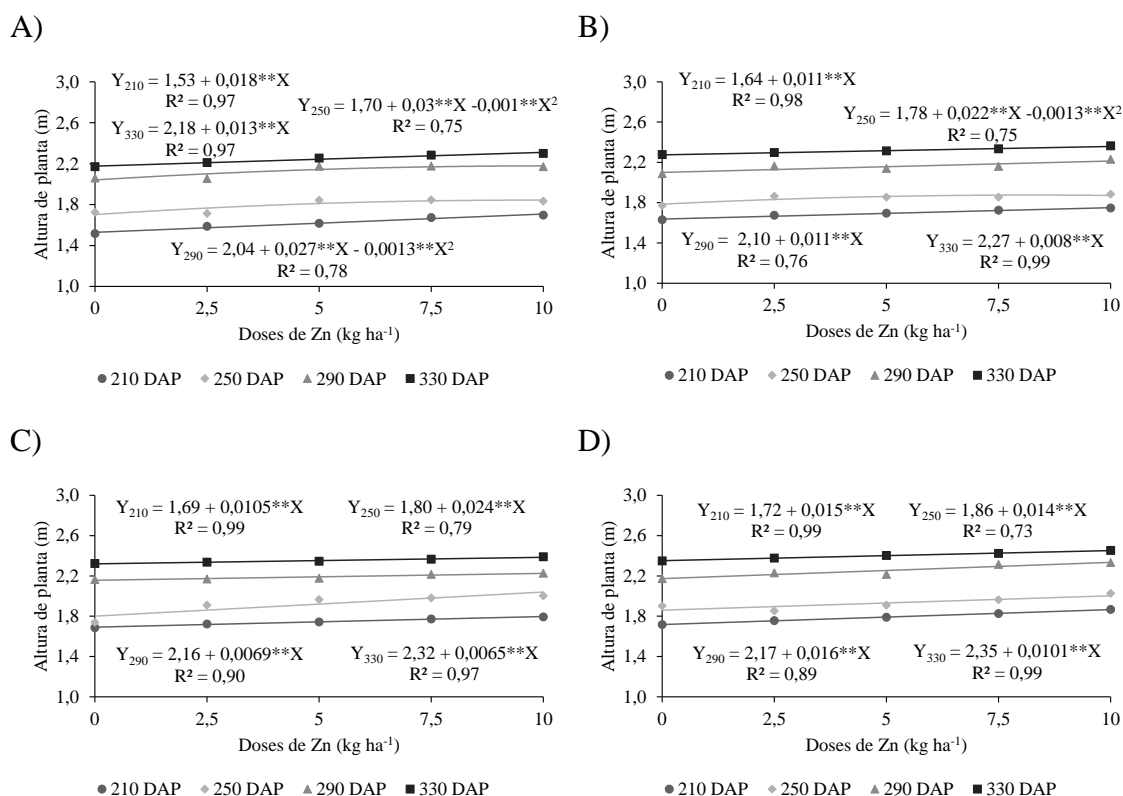 A)
Y210 = 1,53 + 0,018**X
R² = 0,97
Y250 = 1,70 + 0,03**X -0,001**X²
R² = 0,75
Y330 = 2,18 + 0,013**X
R² = 0,97
Y290 = 2,04 + 0,027**X - 0,0013**X²
R² = 0,78
Altura de planta (m)
3,0
2,6
2,2
1,8
1,4
1,0
0 2,5 5 7,5 10
Doses de Zn (kg ha⁻¹)
210 DAP 250 DAP 290 DAP 330 DAP
B)
Y210 = 1,64 + 0,011**X
R² = 0,98
Y250 = 1,78 + 0,022**X -0,0013**X²
R² = 0,75
Y290 = 2,10 + 0,011**X
R² = 0,76
Y330 = 2,27 + 0,008**X
R² = 0,99
Altura de planta (m)
3,0
2,6
2,2
1,8
1,4
1,0
0 2,5 5 7,5 10
Doses de Zn (kg ha⁻¹)
210 DAP 250 DAP 290 DAP 330 DAP
C)
Y210 = 1,69 + 0,0105**X
R² = 0,99
Y250 = 1,80 + 0,024**X
R² = 0,79
Y290 = 2,16 + 0,0069**X
R² = 0,90
Y330 = 2,32 + 0,0065**X
R² = 0,97
Altura de planta (m)
3,0
2,6
2,2
1,8
1,4
1,0
0 2,5 5 7,5 10
Doses de Zn (kg ha⁻¹)
210 DAP 250 DAP 290 DAP 330 DAP
D)
Y210 = 1,72 + 0,015**X
R² = 0,99
Y250 = 1,86 + 0,014**X
R² = 0,73
Y290 = 2,17 + 0,016**X
R² = 0,89
Y330 = 2,35 + 0,0101**X
R² = 0,99
Altura de planta (m)
3,0
2,6
2,2
1,8
1,4
1,0
0 2,5 5 7,5 10
Doses de Zn (kg ha⁻¹)
210 DAP 250 DAP 290 DAP 330 DAP